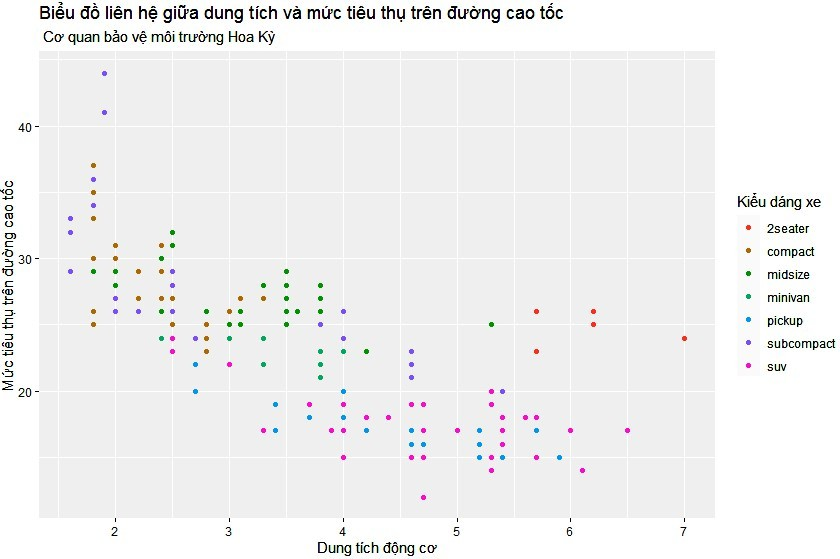 Biểu đồ liên hệ giữa dung tích và mức tiêu thụ trên đường cao tốc
Cơ quan bảo vệ môi trường Hoa Kỳ
Mức tiêu thụ trên đường cao tốc
40
30
20
2
3
4
5
6
7
Dung tích động cơ
Kiểu dáng xe
2seater
compact
midsize
minivan
pickup
subcompact
suv